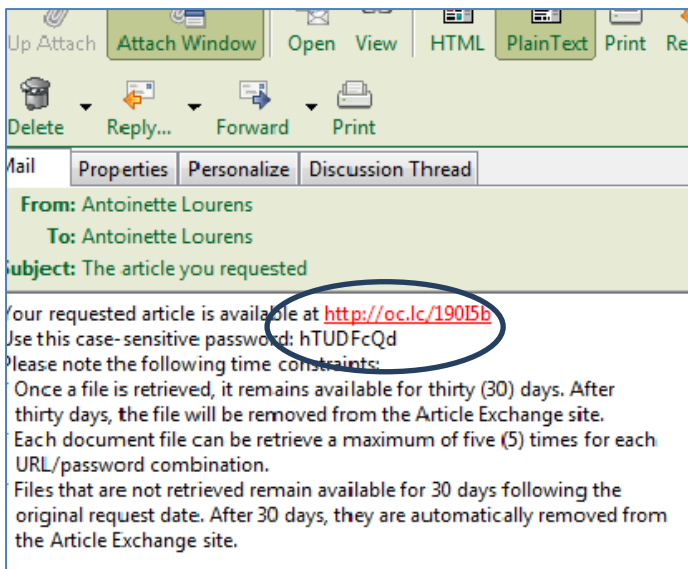 Up Attach Attach Window Open View HTML PlainText Print Re
Delete Reply... Forward Print
Mail Properties Personalize Discussion Thread
From: Antoinette Lourens
To: Antoinette Lourens
Subject: The article you requested
Your requested article is available at http://oc.lc/190I5b
Use this case-sensitive password: hTUDFcQd
Please note the following time constraints:
* Once a file is retrieved, it remains available for thirty (30) days. After
thirty days, the file will be removed from the Article Exchange site.
* Each document file can be retrieve a maximum of five (5) times for each
URL/password combination.
* Files that are not retrieved remain available for 30 days following the
original request date. After 30 days, they are automatically removed from
the Article Exchange site.